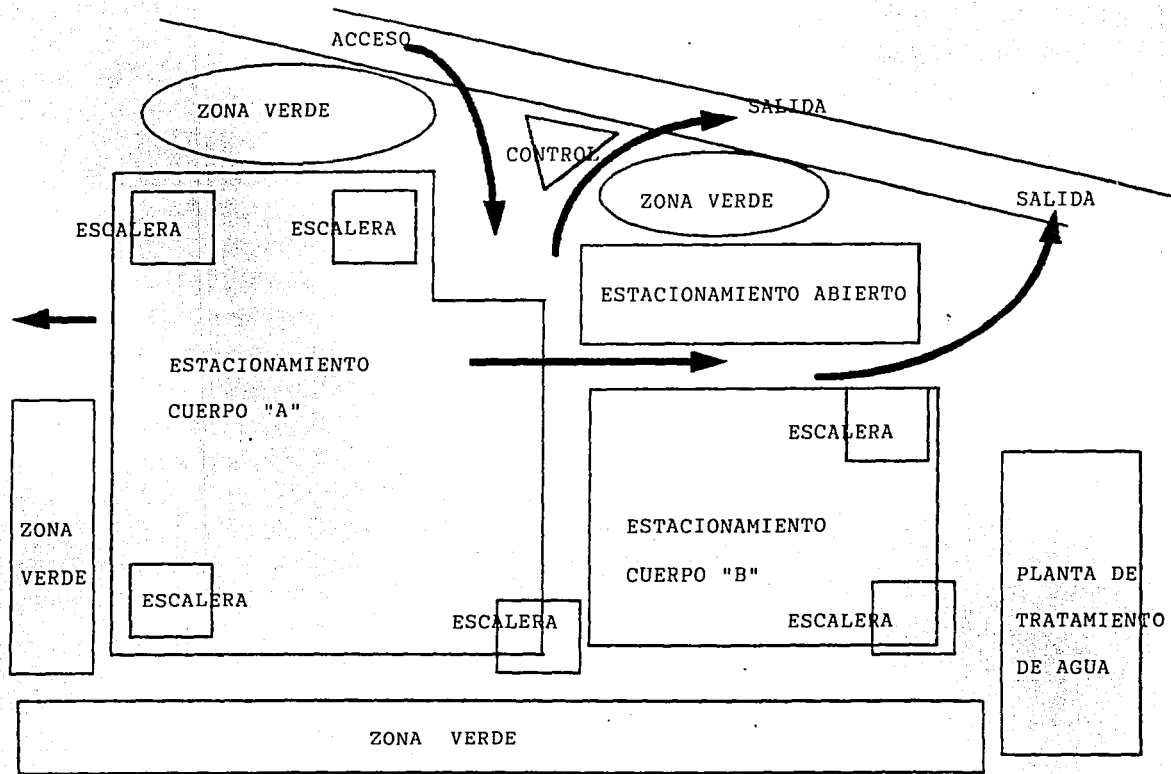 ACCESO
ZONA VERDE
SALIDA
CONTROL
ZONA VERDE
SALIDA
ESCALERA
ESCALERA
ESTACIONAMIENTO ABIERTO
ESTACIONAMIENTO
CUERPO "A"
ESCALERA
ZONA
VERDE
ESTACIONAMIENTO
CUERPO "B"
PLANTA DE
TRATAMIENTO
DE AGUA
ESCALERA
ESCALERA
ESCALERA
ZONA VERDE